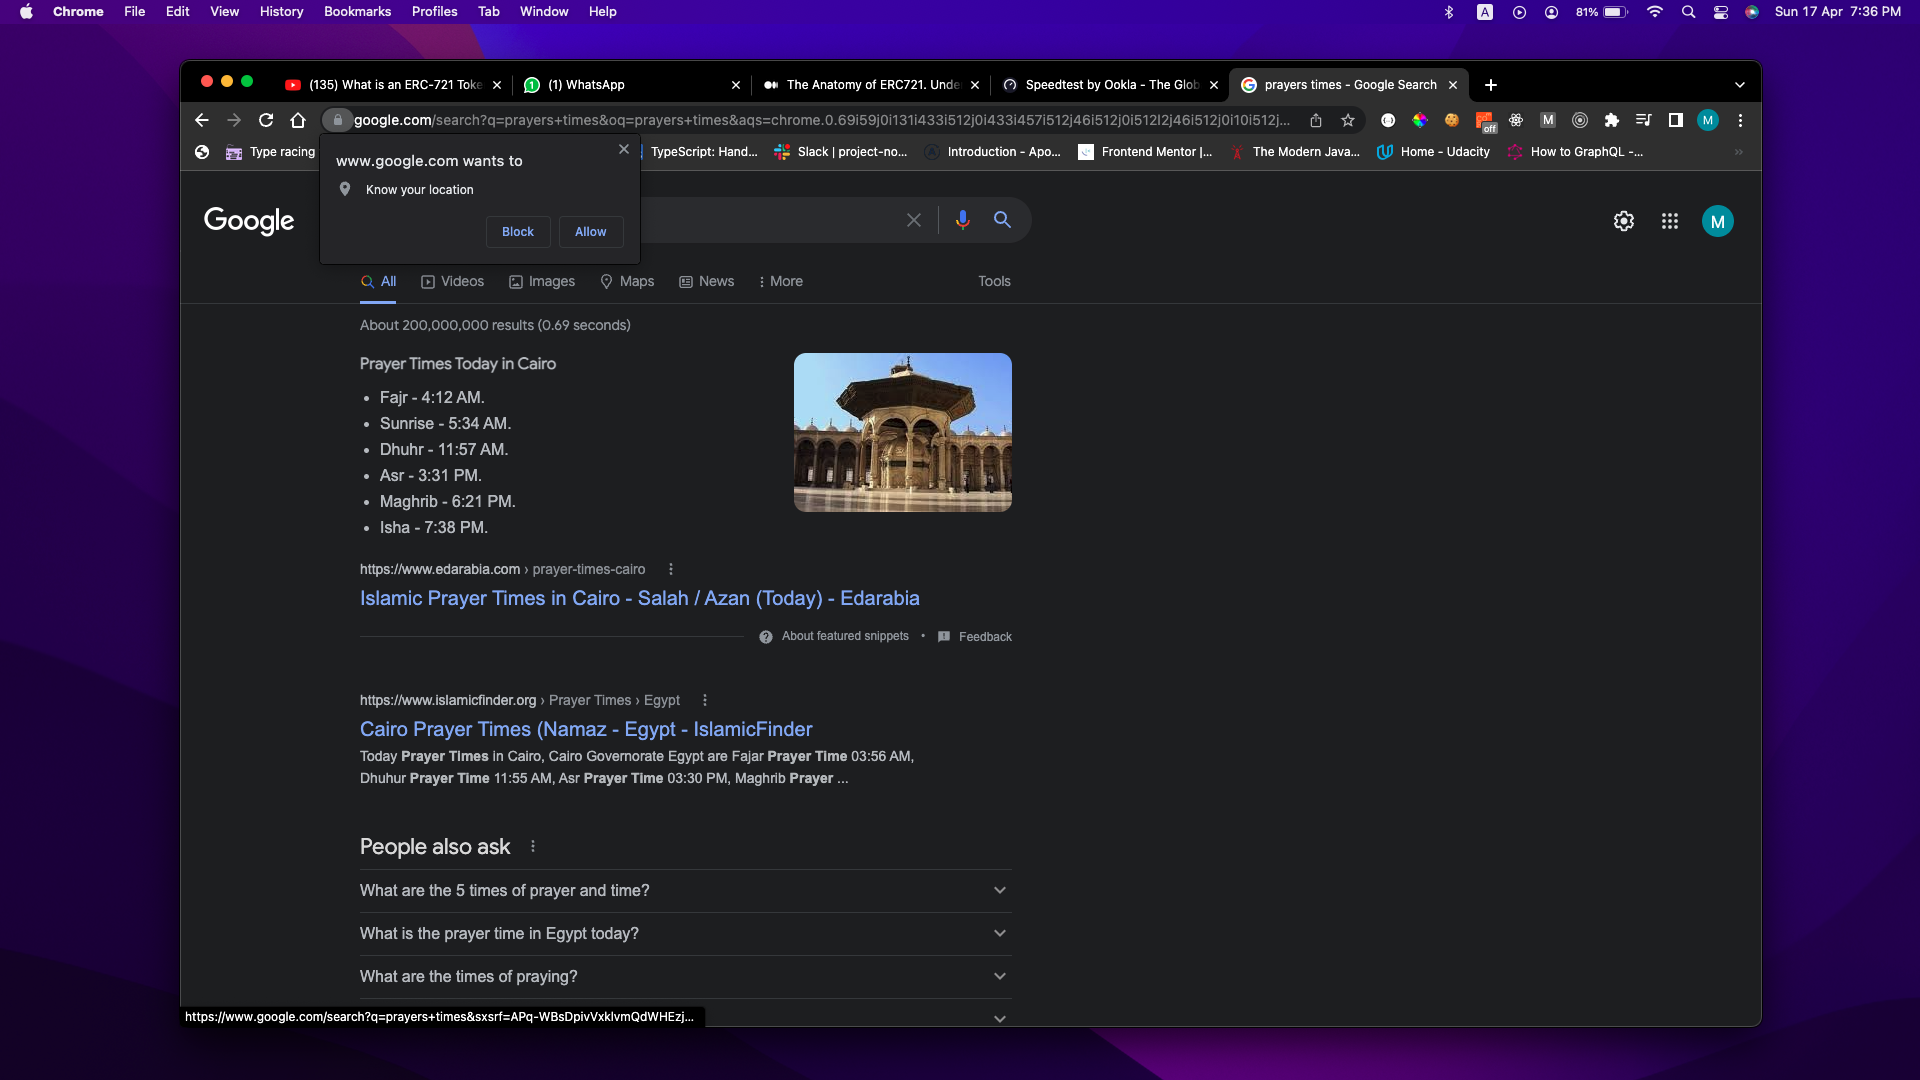 Chrome File Edit View History Bookmarks Profiles Tab Window Help
A 81% Sun 17 Apr 7:36 PM
(135) What is an ERC-721 Toke
(1) WhatsApp
The Anatomy of ERC721. Unde
Speedtest by Ookla - The Glob
prayers times - Google Search
google.com/search?q=prayers+times&oq=prayers+times&aqs=chrome.0.69i59j0i131i433i512j0i433i457i512j46i512j0i512l2j46i512j0i10i512j...
off
M
M
Type racing
TypeScript: Hand...
Slack | project-no...
Introduction - Apo...
Frontend Mentor |...
The Modern Java...
Home - Udacity
How to GraphQL -...
www.google.com wants to
Know your location
Block Allow
Google
M
All Videos Images Maps News More Tools
About 200,000,000 results (0.69 seconds)
Prayer Times Today in Cairo
• Fajr - 4:12 AM.
• Sunrise - 5:34 AM.
• Dhuhr - 11:57 AM.
• Asr - 3:31 PM.
• Maghrib - 6:21 PM.
• Isha - 7:38 PM.
https://www.edarabia.com › prayer-times-cairo
Islamic Prayer Times in Cairo - Salah / Azan (Today) - Edarabia
About featured snippets • Feedback
https://www.islamicfinder.org › Prayer Times › Egypt
Cairo Prayer Times (Namaz - Egypt - IslamicFinder
Today Prayer Times in Cairo, Cairo Governorate Egypt are Fajar Prayer Time 03:56 AM,
Dhuhur Prayer Time 11:55 AM, Asr Prayer Time 03:30 PM, Maghrib Prayer ...
People also ask
What are the 5 times of prayer and time?
What is the prayer time in Egypt today?
What are the times of praying?
https://www.google.com/search?q=prayers+times&sxsrf=APq-WBsDpivVxklvmQdWHEzj...